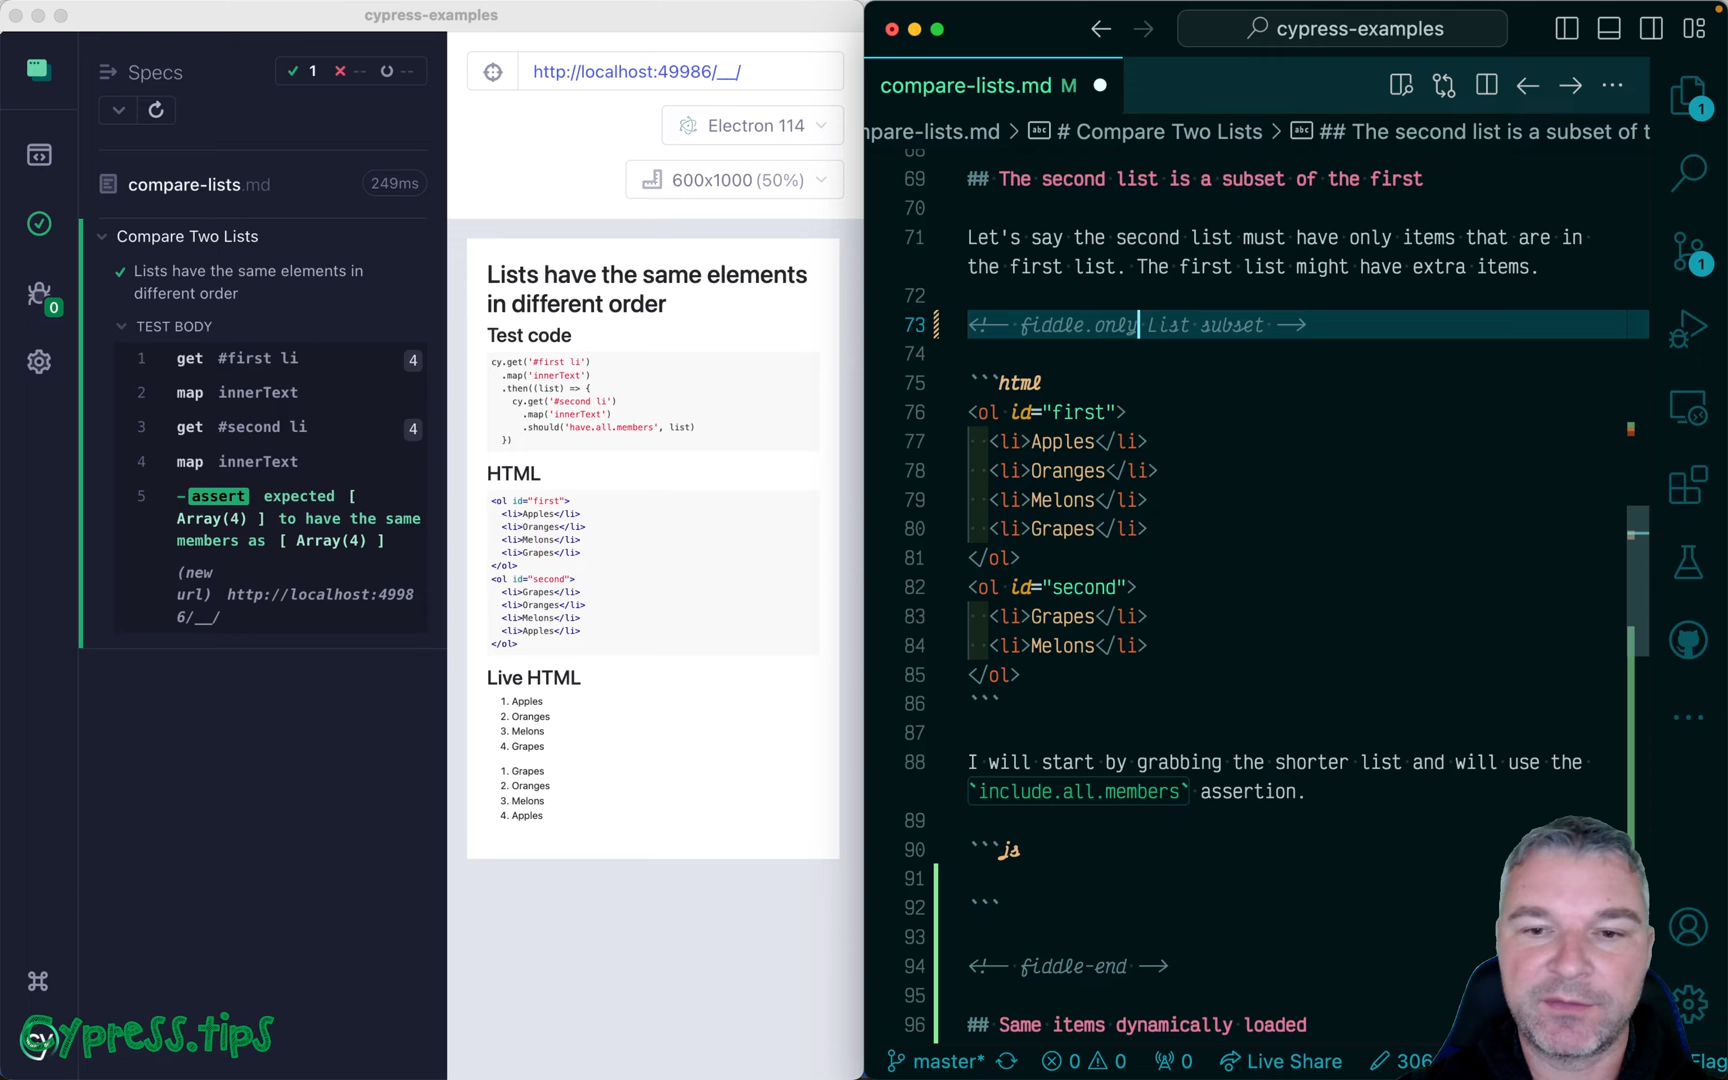 cypress-examples
Specs
1 -- --
compare-lists.md
249ms
Compare Two Lists
Lists have the same elements in
different order
TEST BODY
1 get #first li 4
2 map innerText
3 get #second li 4
4 map innerText
5 -assert expected [
Array(4) ] to have the same
members as [ Array(4) ]
(new
url) http://localhost:4998
6/__/
0
cypress.tips
cy
http://localhost:49986/__/
Electron 114
600x1000 (50%)
Lists have the same elements
in different order
Test code
cy.get('#first li')
.map('innerText')
.then((list) => {
cy.get('#second li')
.map('innerText')
.should('have.all.members', list)
})
HTML
<ol id="first">
<li>Apples</li>
<li>Oranges</li>
<li>Melons</li>
<li>Grapes</li>
</ol>
<ol id="second">
<li>Grapes</li>
<li>Oranges</li>
<li>Melons</li>
<li>Apples</li>
</ol>
Live HTML
1. Apples
2. Oranges
3. Melons
4. Grapes
1. Grapes
2. Oranges
3. Melons
4. Apples
cypress-examples
compare-lists.md M
mpare-lists.md > # Compare Two Lists > ## The second list is a subset of t
68
69 ## The second list is a subset of the first
70
71 Let's say the second list must have only items that are in
the first list. The first list might have extra items.
72
73 <!-- fiddle.only List subset -->
74
75 ```html
76 <ol id="first">
77 <li>Apples</li>
78 <li>Oranges</li>
79 <li>Melons</li>
80 <li>Grapes</li>
81 </ol>
82 <ol id="second">
83 <li>Grapes</li>
84 <li>Melons</li>
85 </ol>
86 ```
87
88 I will start by grabbing the shorter list and will use the
`include.all.members` assertion.
89
90 ```js
91
92 ```
93
94 <!-- fiddle-end -->
95
96 ## Same items dynamically loaded
1
1
master* 0 0 0 Live Share 306 Flag